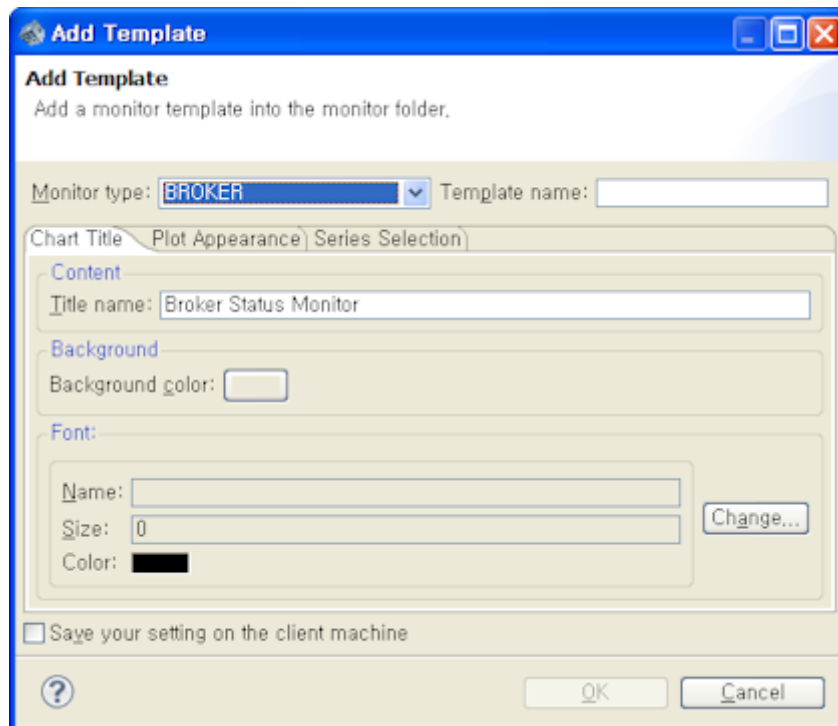 Add Template
Add Template
Add a monitor template into the monitor folder.
Monitor type: BROKER Template name:
Chart Title Plot Appearance Series Selection
Content
Title name: Broker Status Monitor
Background
Background color:
Font:
Name:
Size: 0
Change...
Color:
Save your setting on the client machine
? OK Cancel